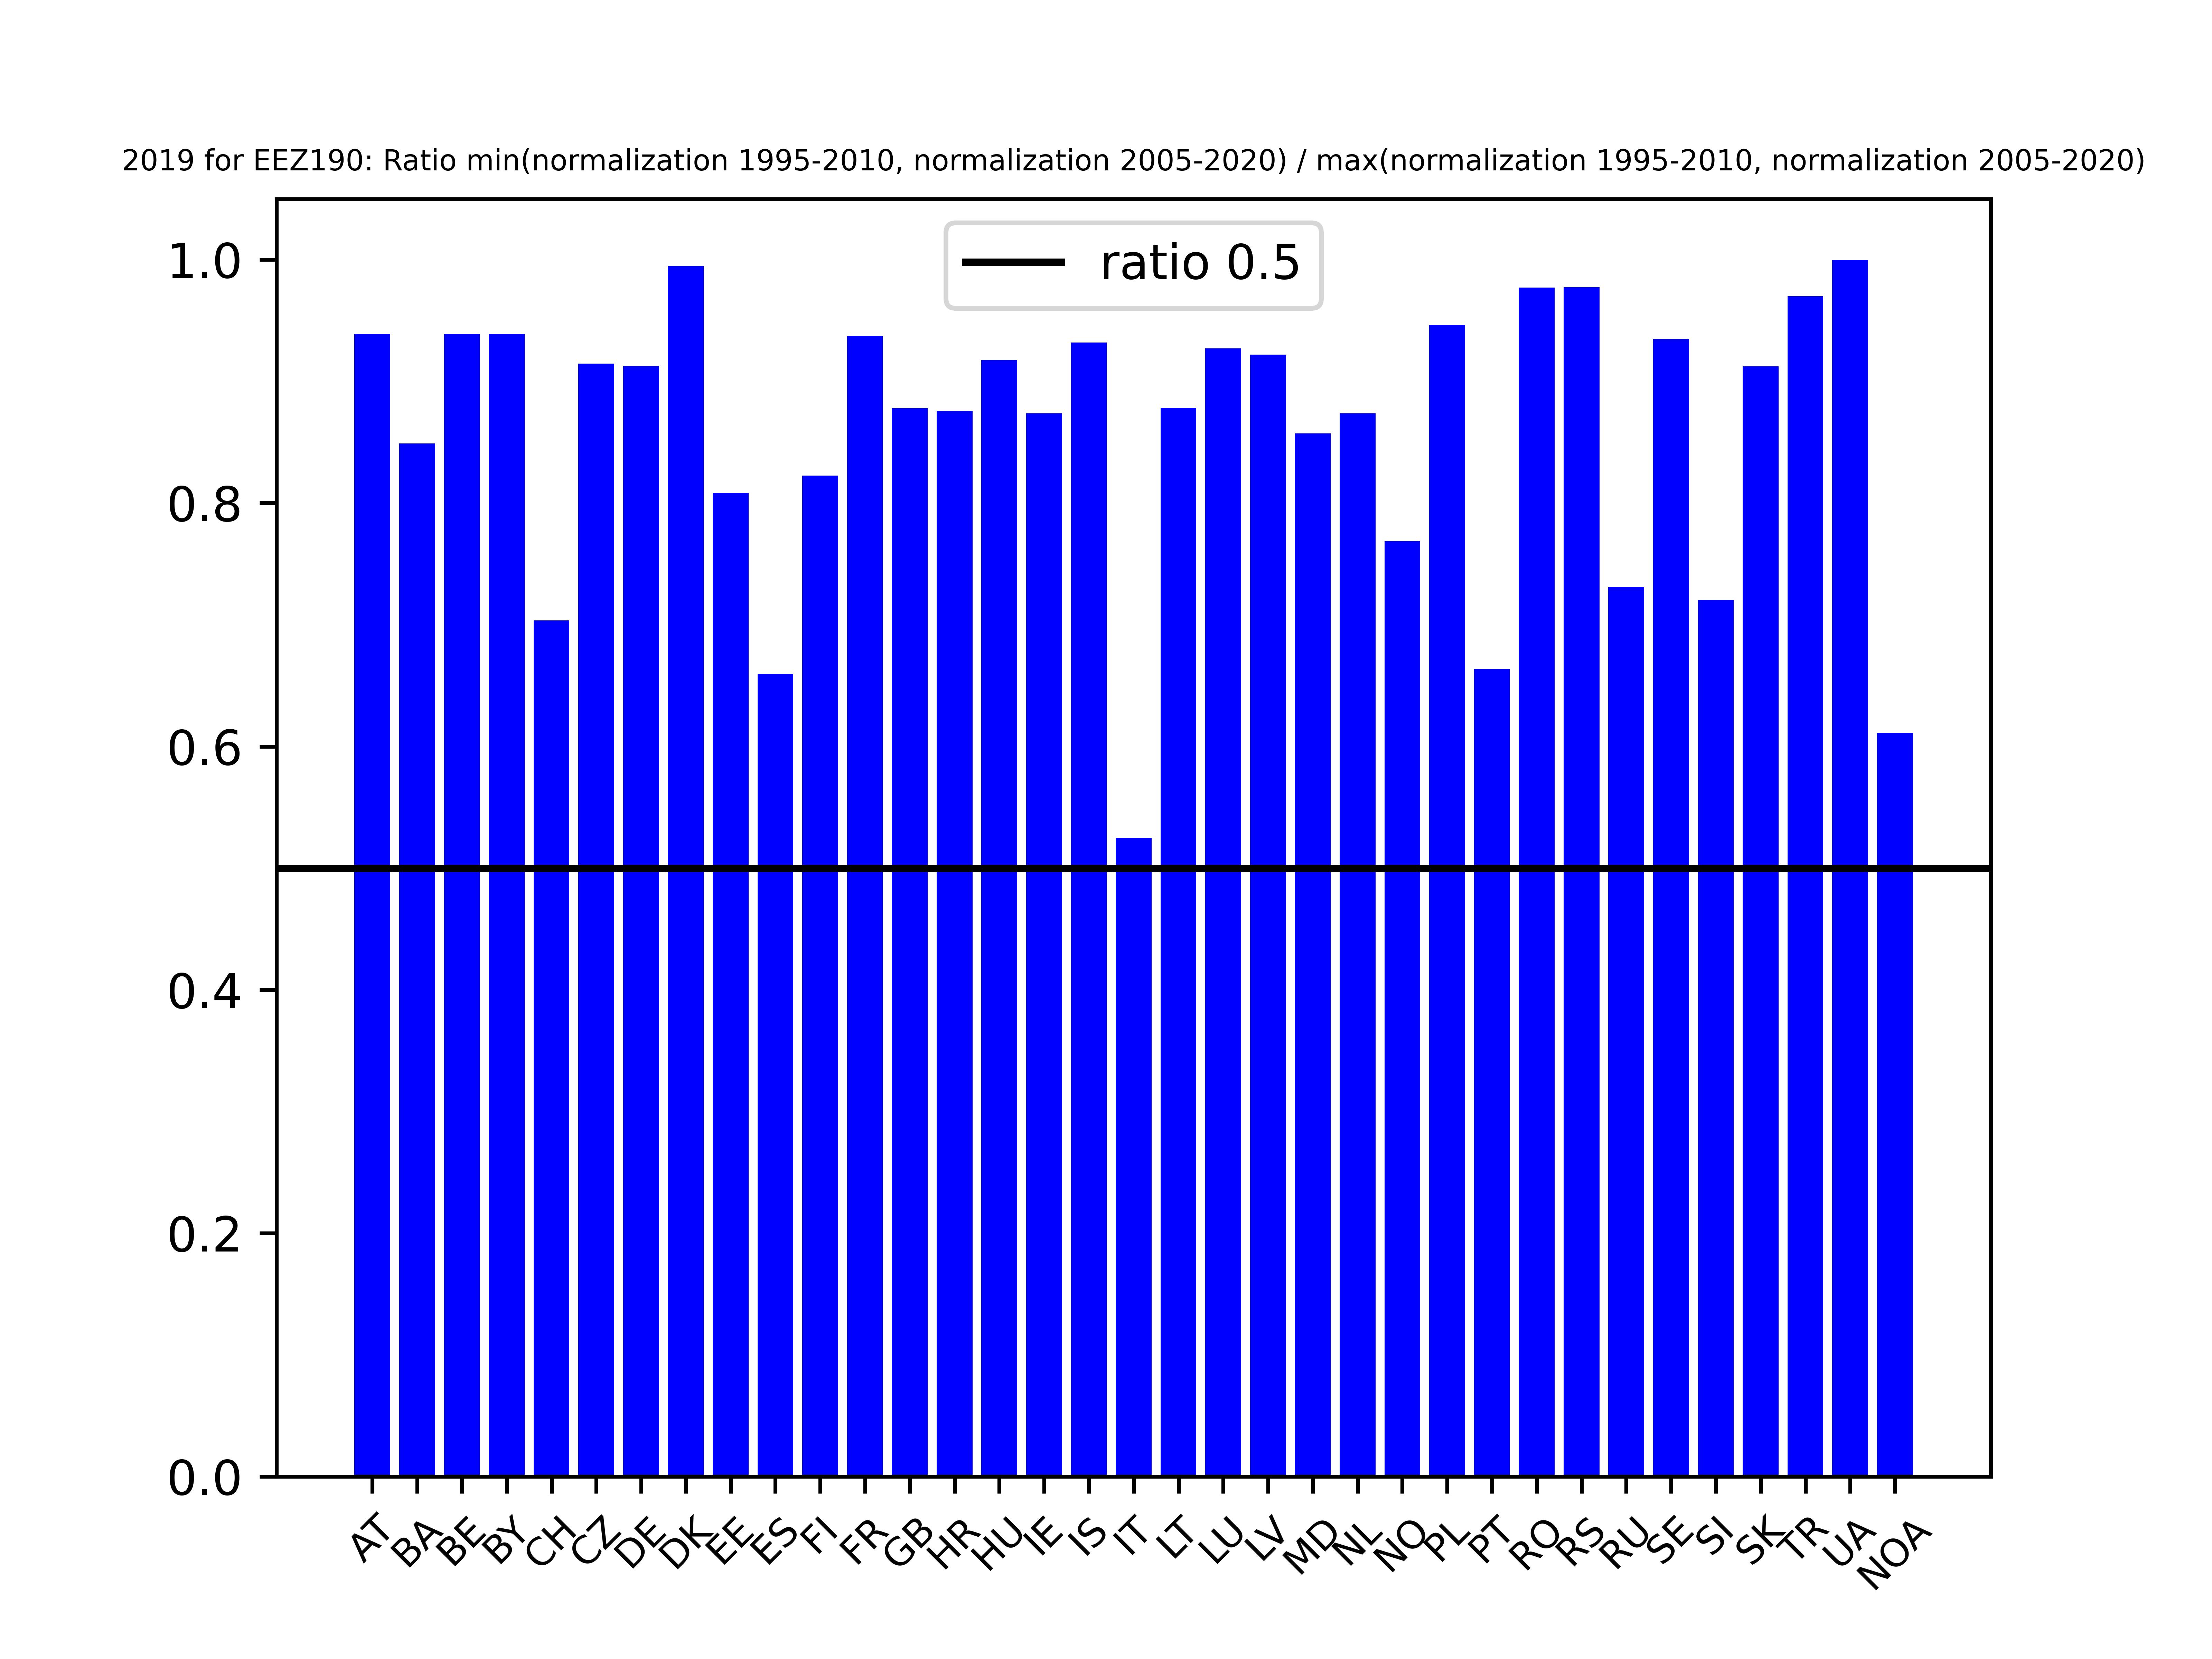 2019 for EEZ190: Ratio min(normalization 1995-2010, normalization 2005-2020) / max(normalization 1995-2010, normalization 2005-2020)
ratio 0.5
1.0
0.8
0.6
0.4
0.2
0.0
AT BA BE BY CH CZ DE DK EE ES FI FR GB HR HU IE IS IT LT LU LV MD NL NO PL PT RO RS RU SE SI SK TR UA NOA